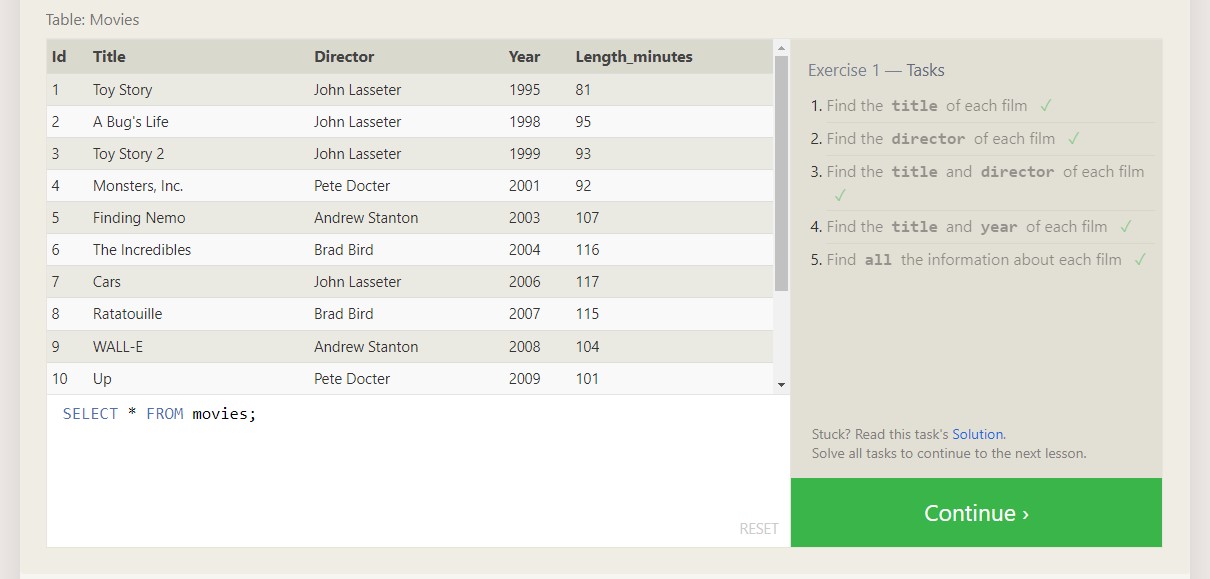 Table: Movies
Id Title Director Year Length_minutes
1 Toy Story John Lasseter 1995 81
2 A Bug's Life John Lasseter 1998 95
3 Toy Story 2 John Lasseter 1999 93
4 Monsters, Inc. Pete Docter 2001 92
5 Finding Nemo Andrew Stanton 2003 107
6 The Incredibles Brad Bird 2004 116
7 Cars John Lasseter 2006 117
8 Ratatouille Brad Bird 2007 115
9 WALL-E Andrew Stanton 2008 104
10 Up Pete Docter 2009 101
SELECT * FROM movies;
RESET
Exercise 1 — Tasks
1. Find the title of each film ✓
2. Find the director of each film ✓
3. Find the title and director of each film
✓
4. Find the title and year of each film ✓
5. Find all the information about each film ✓
Stuck? Read this task's Solution.
Solve all tasks to continue to the next lesson.
Continue ›